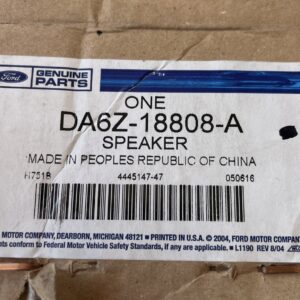 Ford
GENUINE
PARTS
ONE
DA6Z-18808-A
SPEAKER
MADE IN PEOPLES REPUBLIC OF CHINA
H751B 4445147-47 050616
MOTOR COMPANY, DEARBORN, MICHIGAN 48121 • PRINTED IN U.S.A. © 2004, FORD MOTOR COMPANY
nts conform to Federal Motor Vehicle Safety Standards, if any are applicable. ■ L1190 REV 8/04